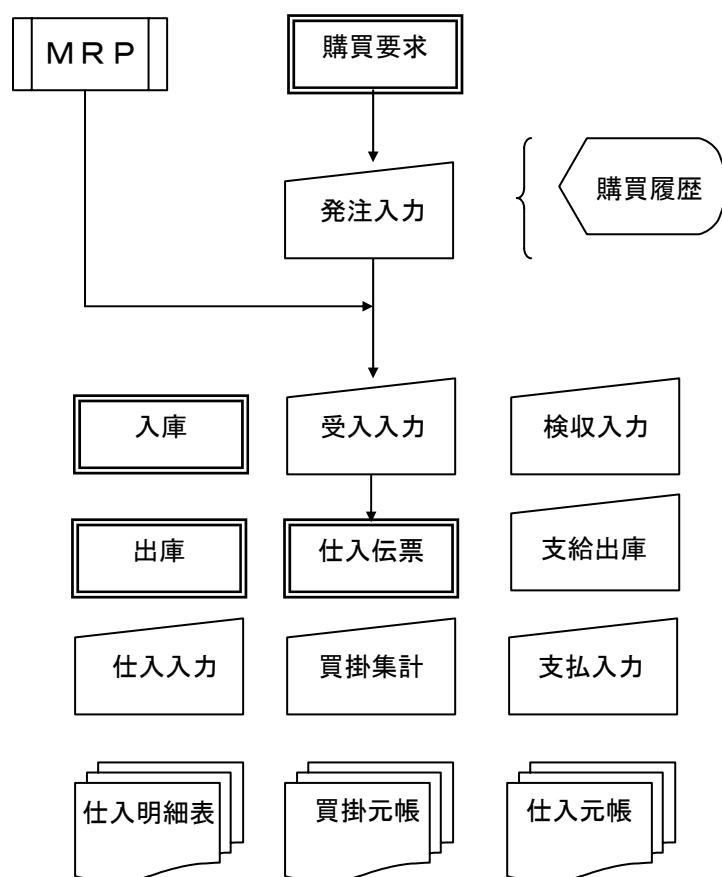 ＭＲＰ
購買要求
購買履歴
発注入力
入庫
受入入力
検収入力
出庫
仕入伝票
支給出庫
仕入入力
買掛集計
支払入力
仕入明細表
買掛元帳
仕入元帳